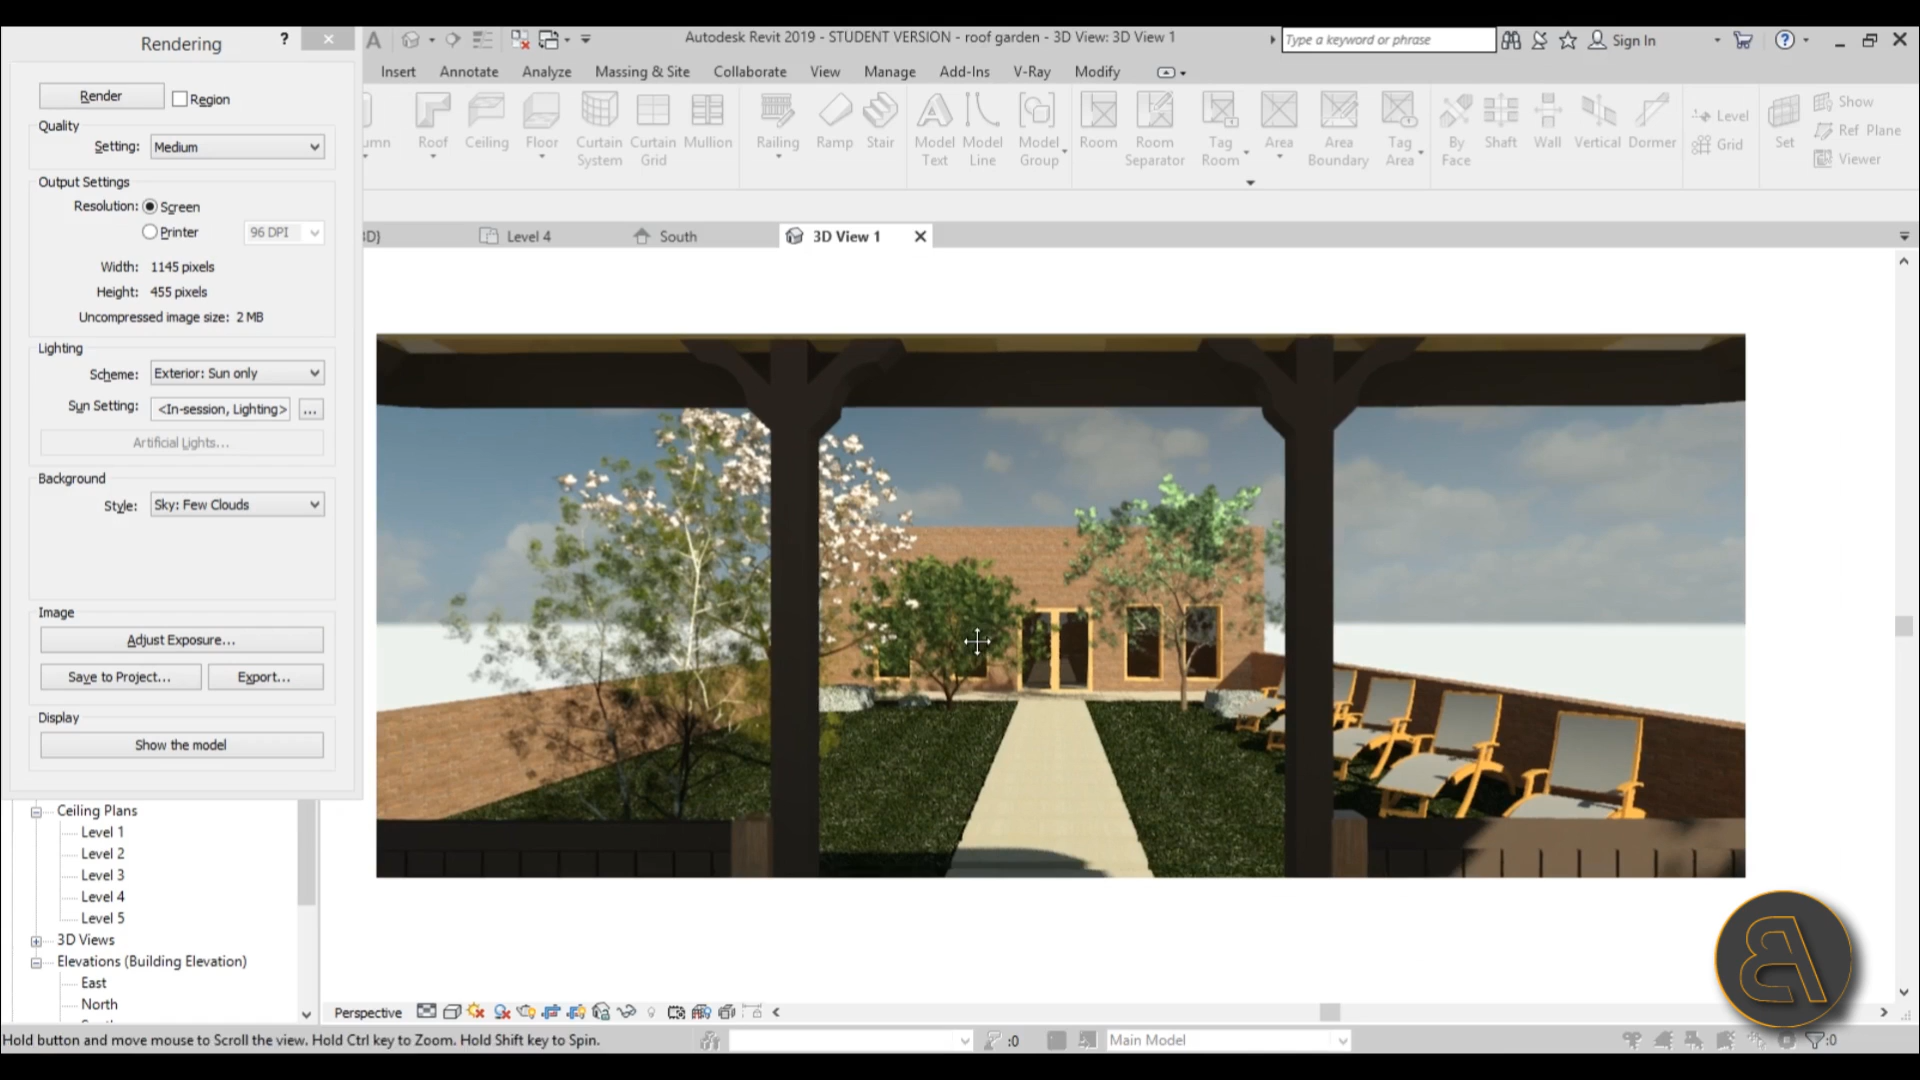 Rendering
?
Autodesk Revit 2019 - STUDENT VERSION - roof garden - 3D View: 3D View 1
Type a keyword or phrase
Sign In
Insert Annotate Analyze Massing & Site Collaborate View Manage Add-Ins V-Ray Modify
Render
Region
Quality
Setting: Medium
Output Settings
Resolution: Screen
Printer 96 DPI
Width: 1145 pixels
Height: 455 pixels
Uncompressed image size: 2 MB
Lighting
Scheme: Exterior: Sun only
Sun Setting: <In-session, Lighting> ...
Artificial Lights...
Background
Style: Sky: Few Clouds
Image
Adjust Exposure...
Save to Project... Export...
Display
Show the model
umn
Roof
Ceiling
Floor
Curtain System
Curtain Grid
Mullion
Railing
Ramp
Stair
Model Text
Model Line
Model Group
Room
Room Separator
Tag Room
Area
Area Boundary
Tag Area
By Face
Shaft
Wall
Vertical
Dormer
Level
Grid
Set
Show
Ref Plane
Viewer
3D}
Level 4
South
3D View 1
Ceiling Plans
Level 1
Level 2
Level 3
Level 4
Level 5
3D Views
Elevations (Building Elevation)
East
North
Perspective
Hold button and move mouse to Scroll the view. Hold Ctrl key to Zoom. Hold Shift key to Spin.
:0
Main Model
:0